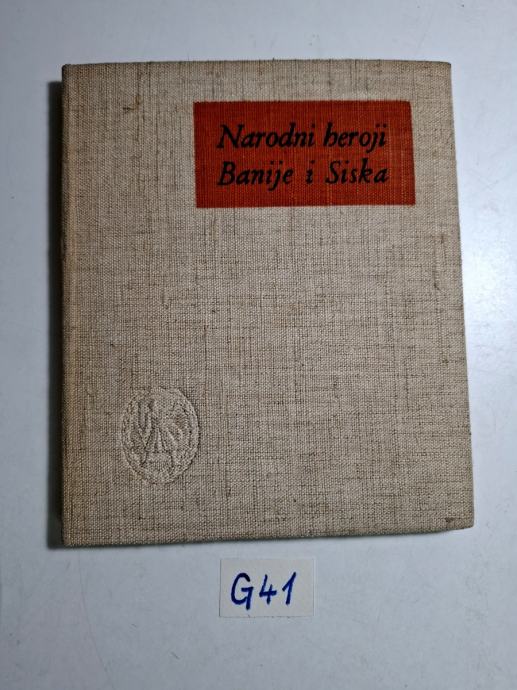 Narodni heroji
Banije i Siska
G41